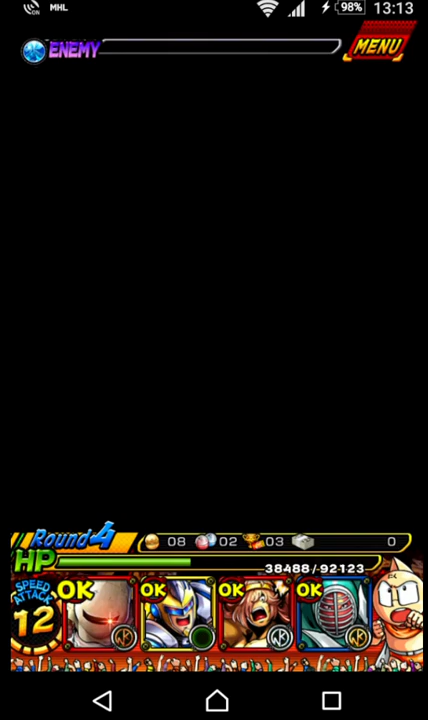 ON MHL 98% 13:13
ENEMY MENU
Round 4 08 02 03 0
HP 38488/92123
SPEED ATTACK 12 OK OK OK OK